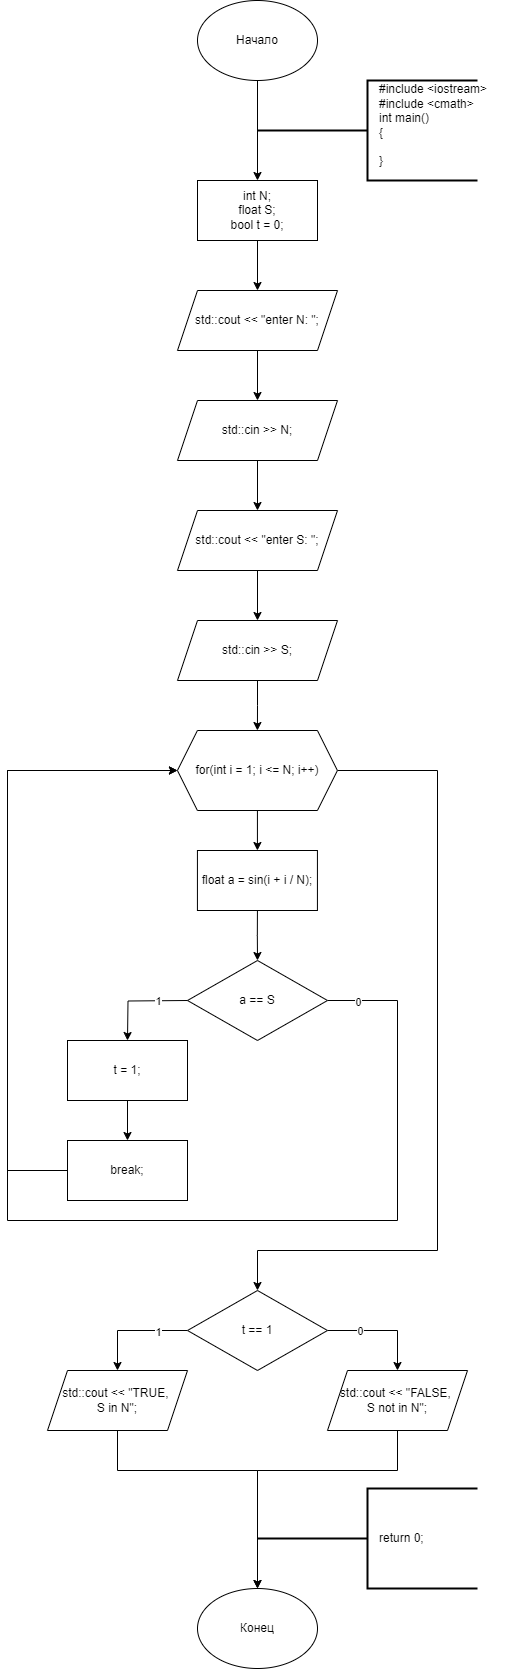 Начало
#include <iostream>
#include <cmath>
int main()
{
}
int N;
float S;
bool t = 0;
std::cout << "enter N: ";
std::cin >> N;
std::cout << "enter S: ";
std::cin >> S;
for(int i = 1; i <= N; i++)
float a = sin(i + i / N);
a == S
1
0
t = 1;
break;
t == 1
1
0
std::cout << "TRUE,
S in N";
std::cout << "FALSE,
S not in N";
return 0;
Конец